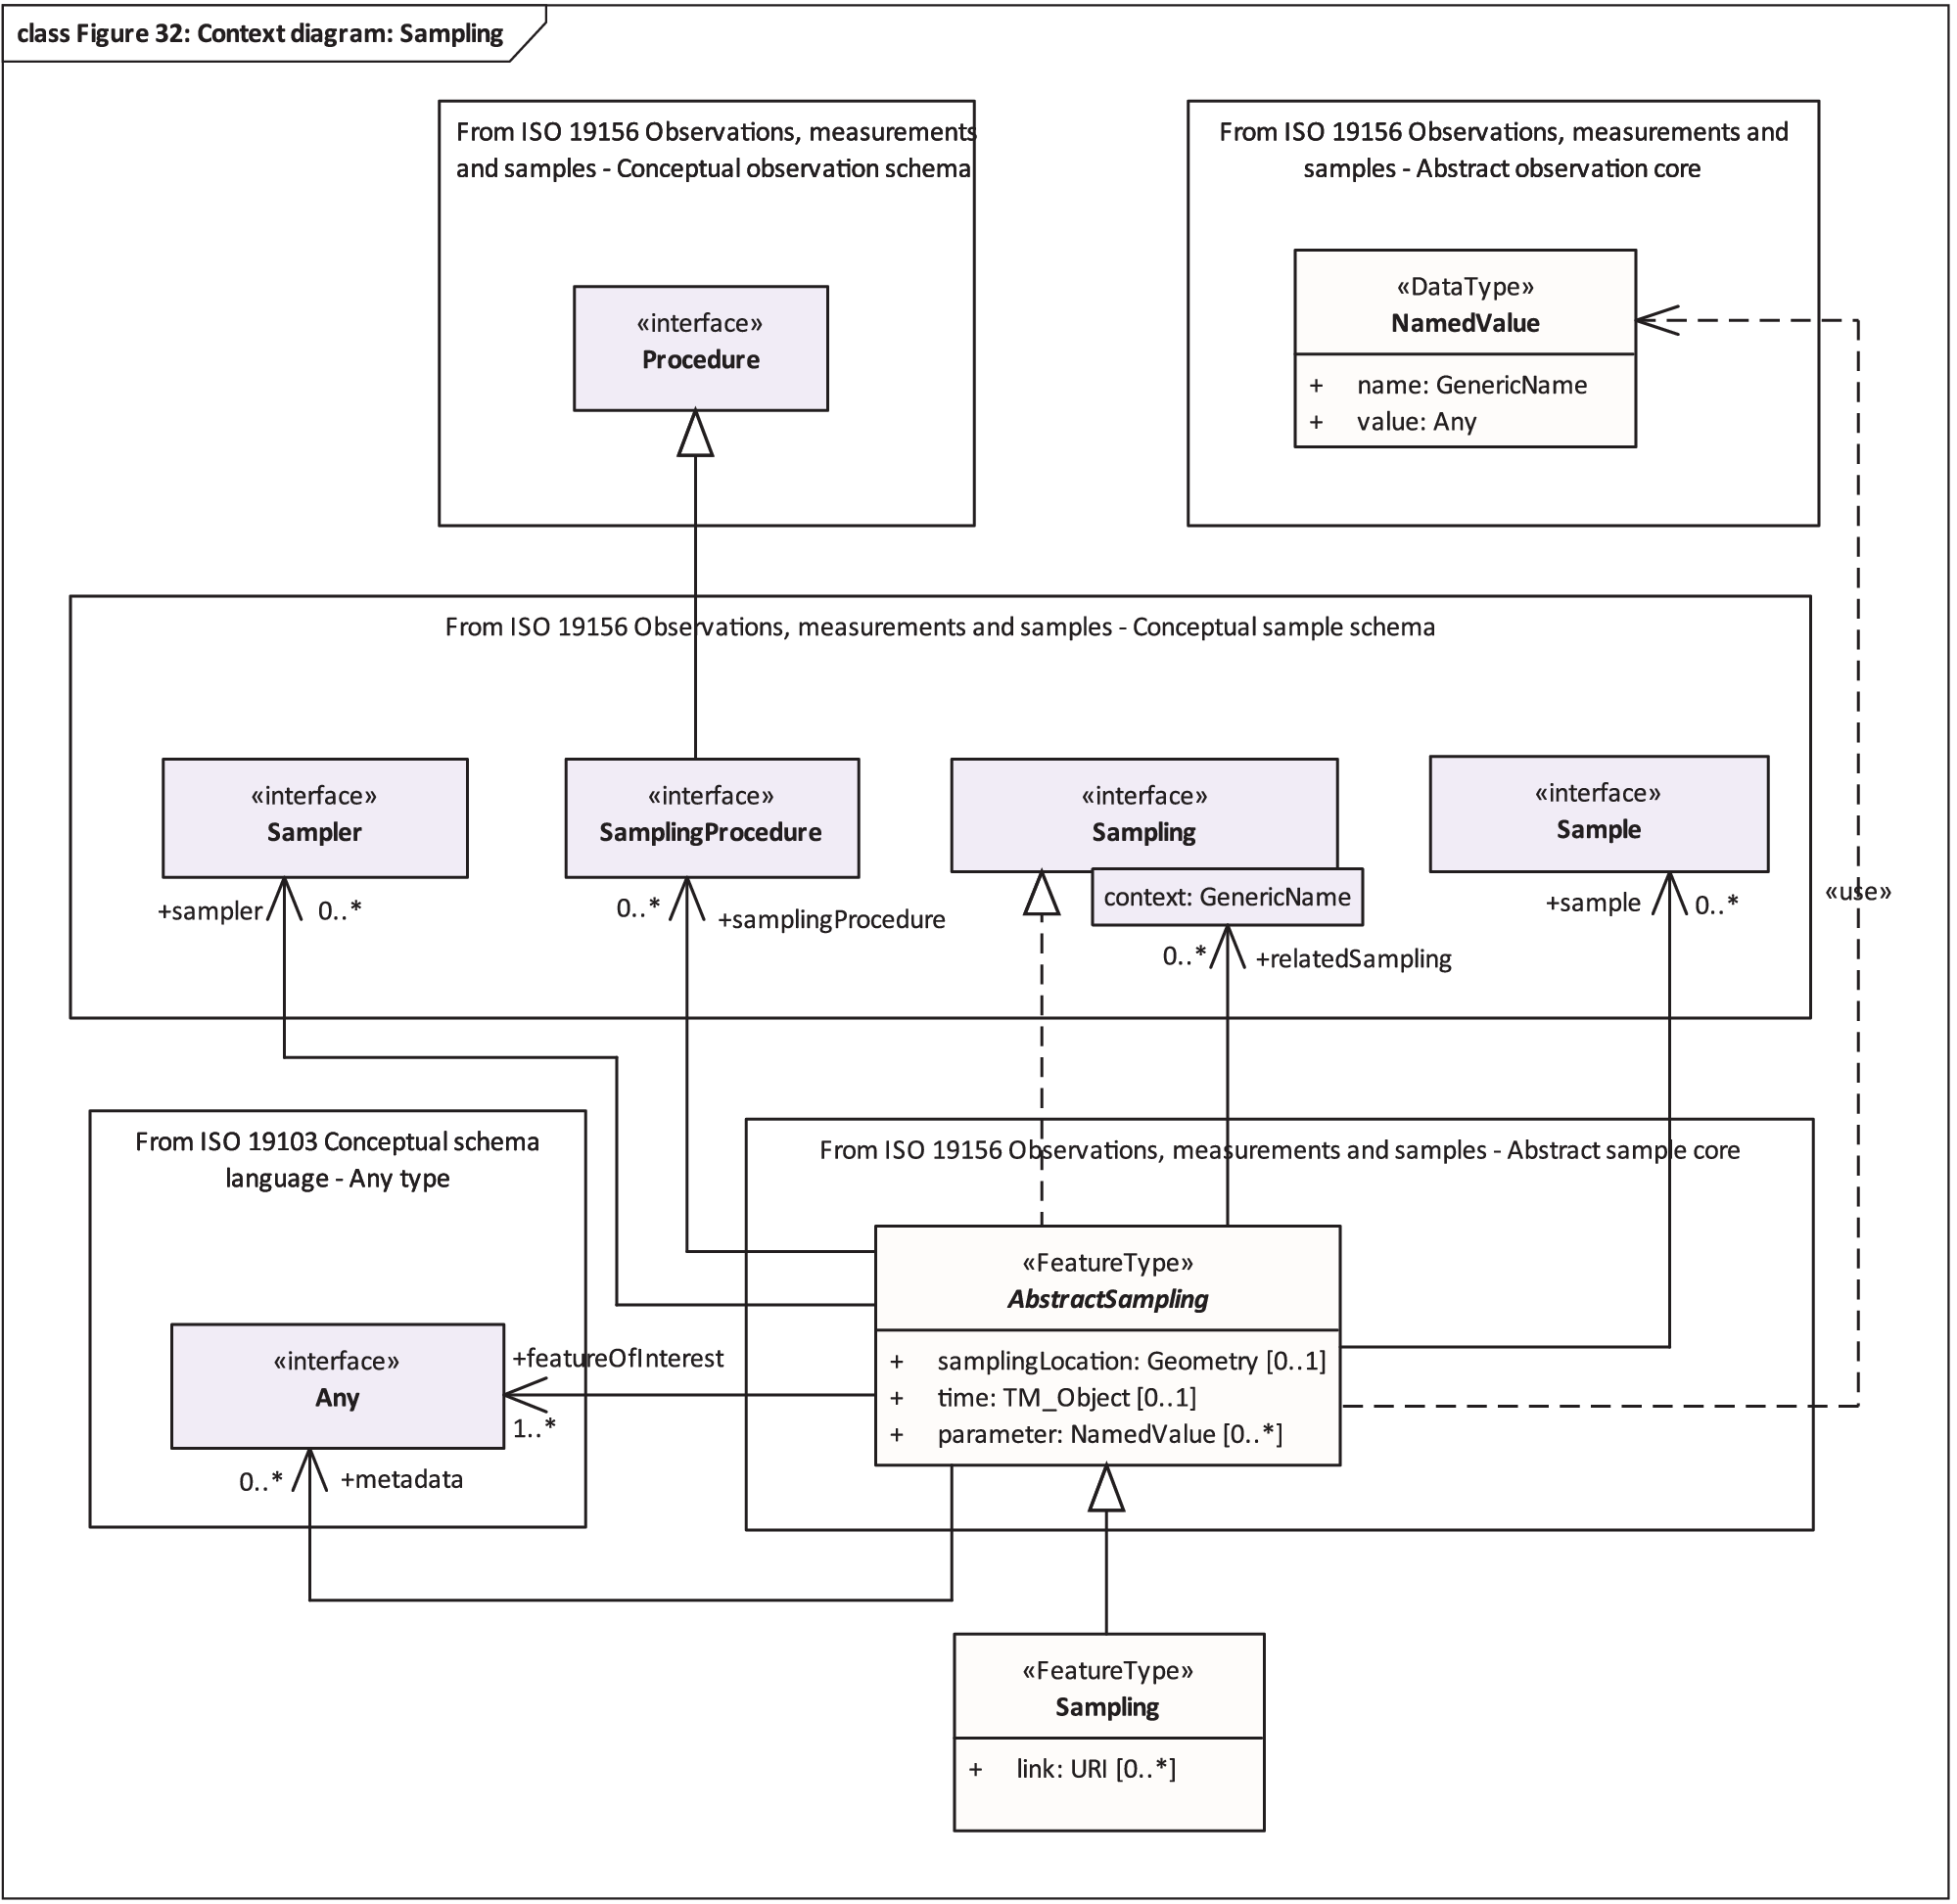 class Figure 32: Context diagram: Sampling
From ISO 19156 Observations, measurements
and samples - Conceptual observation schema
«interface»
Procedure
From ISO 19156 Observations, measurements and
samples - Abstract observation core
«DataType»
NamedValue
+ name: GenericName
+ value: Any
From ISO 19156 Observations, measurements and samples - Conceptual sample schema
«interface»
Sampler
+sampler
0..*
«interface»
SamplingProcedure
0..*
+samplingProcedure
«interface»
Sampling
context: GenericName
0..*
+relatedSampling
«interface»
Sample
+sample
0..*
«use»
From ISO 19103 Conceptual schema
language - Any type
«interface»
Any
+featureOfInterest
1..*
0..*
+metadata
From ISO 19156 Observations, measurements and samples - Abstract sample core
«FeatureType»
AbstractSampling
+ samplingLocation: Geometry [0..1]
+ time: TM_Object [0..1]
+ parameter: NamedValue [0..*]
«FeatureType»
Sampling
+ link: URI [0..*]